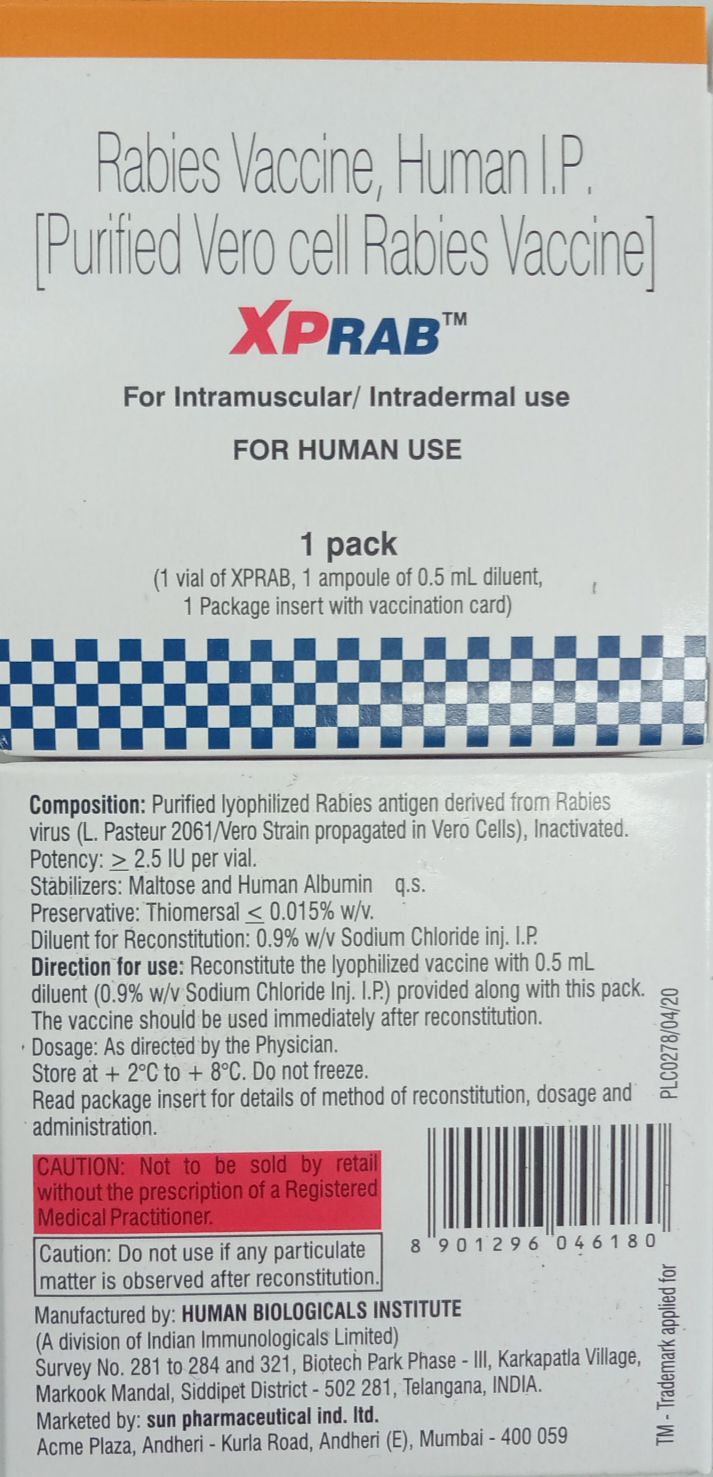 Rabies Vaccine, Human I.P.
[Purified Vero cell Rabies Vaccine]
XPRAB™
For Intramuscular/ Intradermal use
FOR HUMAN USE
1 pack
(1 vial of XPRAB, 1 ampoule of 0.5 mL diluent,
1 Package insert with vaccination card)
Composition: Purified lyophilized Rabies antigen derived from Rabies
virus (L. Pasteur 2061/Vero Strain propagated in Vero Cells), Inactivated.
Potency: ≥ 2.5 IU per vial.
Stabilizers: Maltose and Human Albumin q.s.
Preservative: Thiomersal ≤ 0.015% w/v.
Diluent for Reconstitution: 0.9% w/v Sodium Chloride inj. I.P.
Direction for use: Reconstitute the lyophilized vaccine with 0.5 mL
diluent (0.9% w/v Sodium Chloride Inj. I.P.) provided along with this pack.
The vaccine should be used immediately after reconstitution.
Dosage: As directed by the Physician.
Store at + 2°C to + 8°C. Do not freeze.
Read package insert for details of method of reconstitution, dosage and
administration.
PLC0278/04/20
CAUTION: Not to be sold by retail
without the prescription of a Registered
Medical Practitioner.
Caution: Do not use if any particulate
matter is observed after reconstitution.
8 901296 046180
Manufactured by: HUMAN BIOLOGICALS INSTITUTE
(A division of Indian Immunologicals Limited)
Survey No. 281 to 284 and 321, Biotech Park Phase - III, Karkapatla Village,
Markook Mandal, Siddipet District - 502 281, Telangana, INDIA.
Marketed by: sun pharmaceutical ind. ltd.
Acme Plaza, Andheri - Kurla Road, Andheri (E), Mumbai - 400 059
TM - Trademark applied for